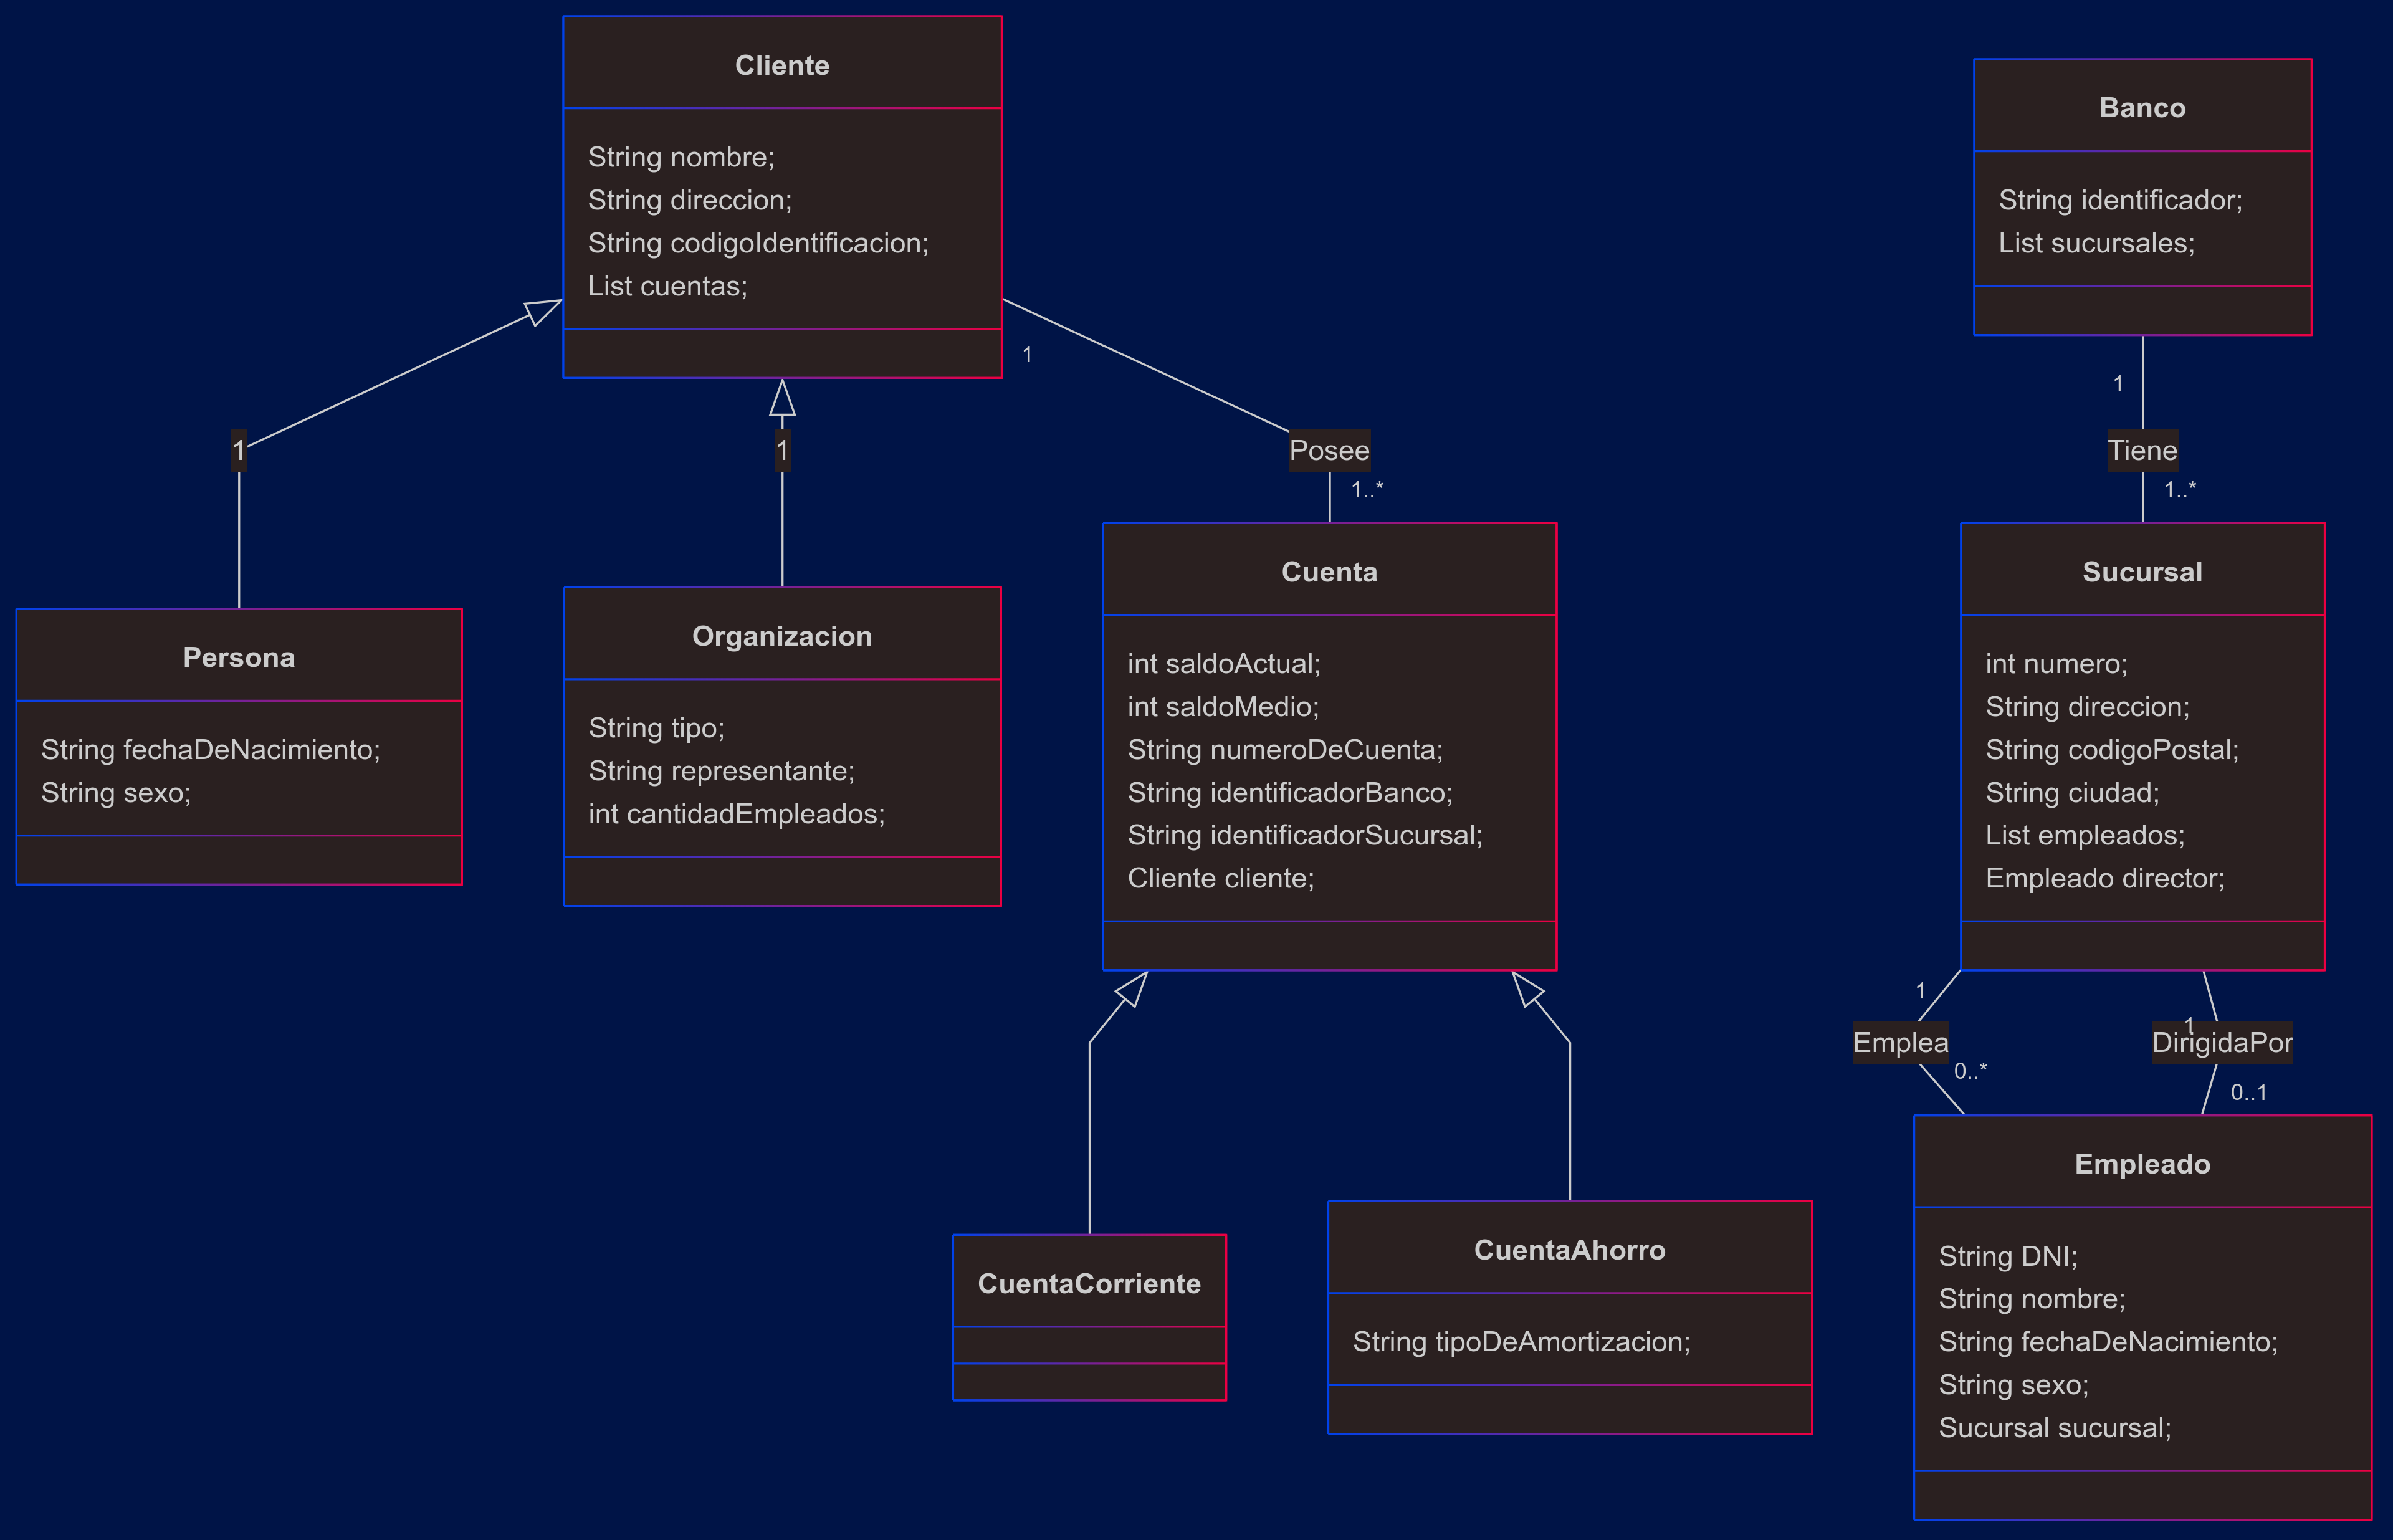 Cliente
String nombre;
String direccion;
String codigoIdentificacion;
List cuentas;
Banco
String identificador;
List sucursales;
1
1
1
1
Posee
1..*
Tiene
1..*
Persona
String fechaDeNacimiento;
String sexo;
Organizacion
String tipo;
String representante;
int cantidadEmpleados;
Cuenta
int saldoActual;
int saldoMedio;
String numeroDeCuenta;
String identificadorBanco;
String identificadorSucursal;
Cliente cliente;
Sucursal
int numero;
String direccion;
String codigoPostal;
String ciudad;
List empleados;
Empleado director;
1
Emplea
0..*
1
DirigidaPor
0..1
CuentaCorriente
CuentaAhorro
String tipoDeAmortizacion;
Empleado
String DNI;
String nombre;
String fechaDeNacimiento;
String sexo;
Sucursal sucursal;